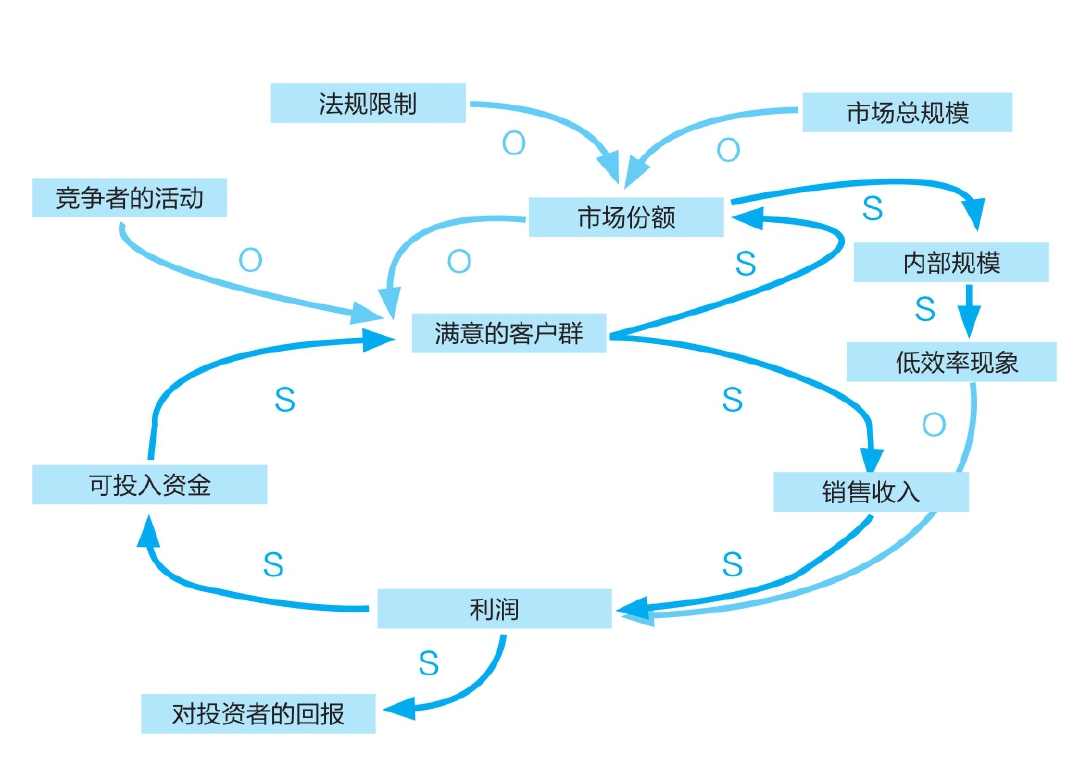 法规限制
市场总规模
O
O
竞争者的活动
市场份额
S
O
O
S
内部规模
S
满意的客户群
低效率现象
S
S
O
可投入资金
销售收入
S
S
利润
S
对投资者的回报